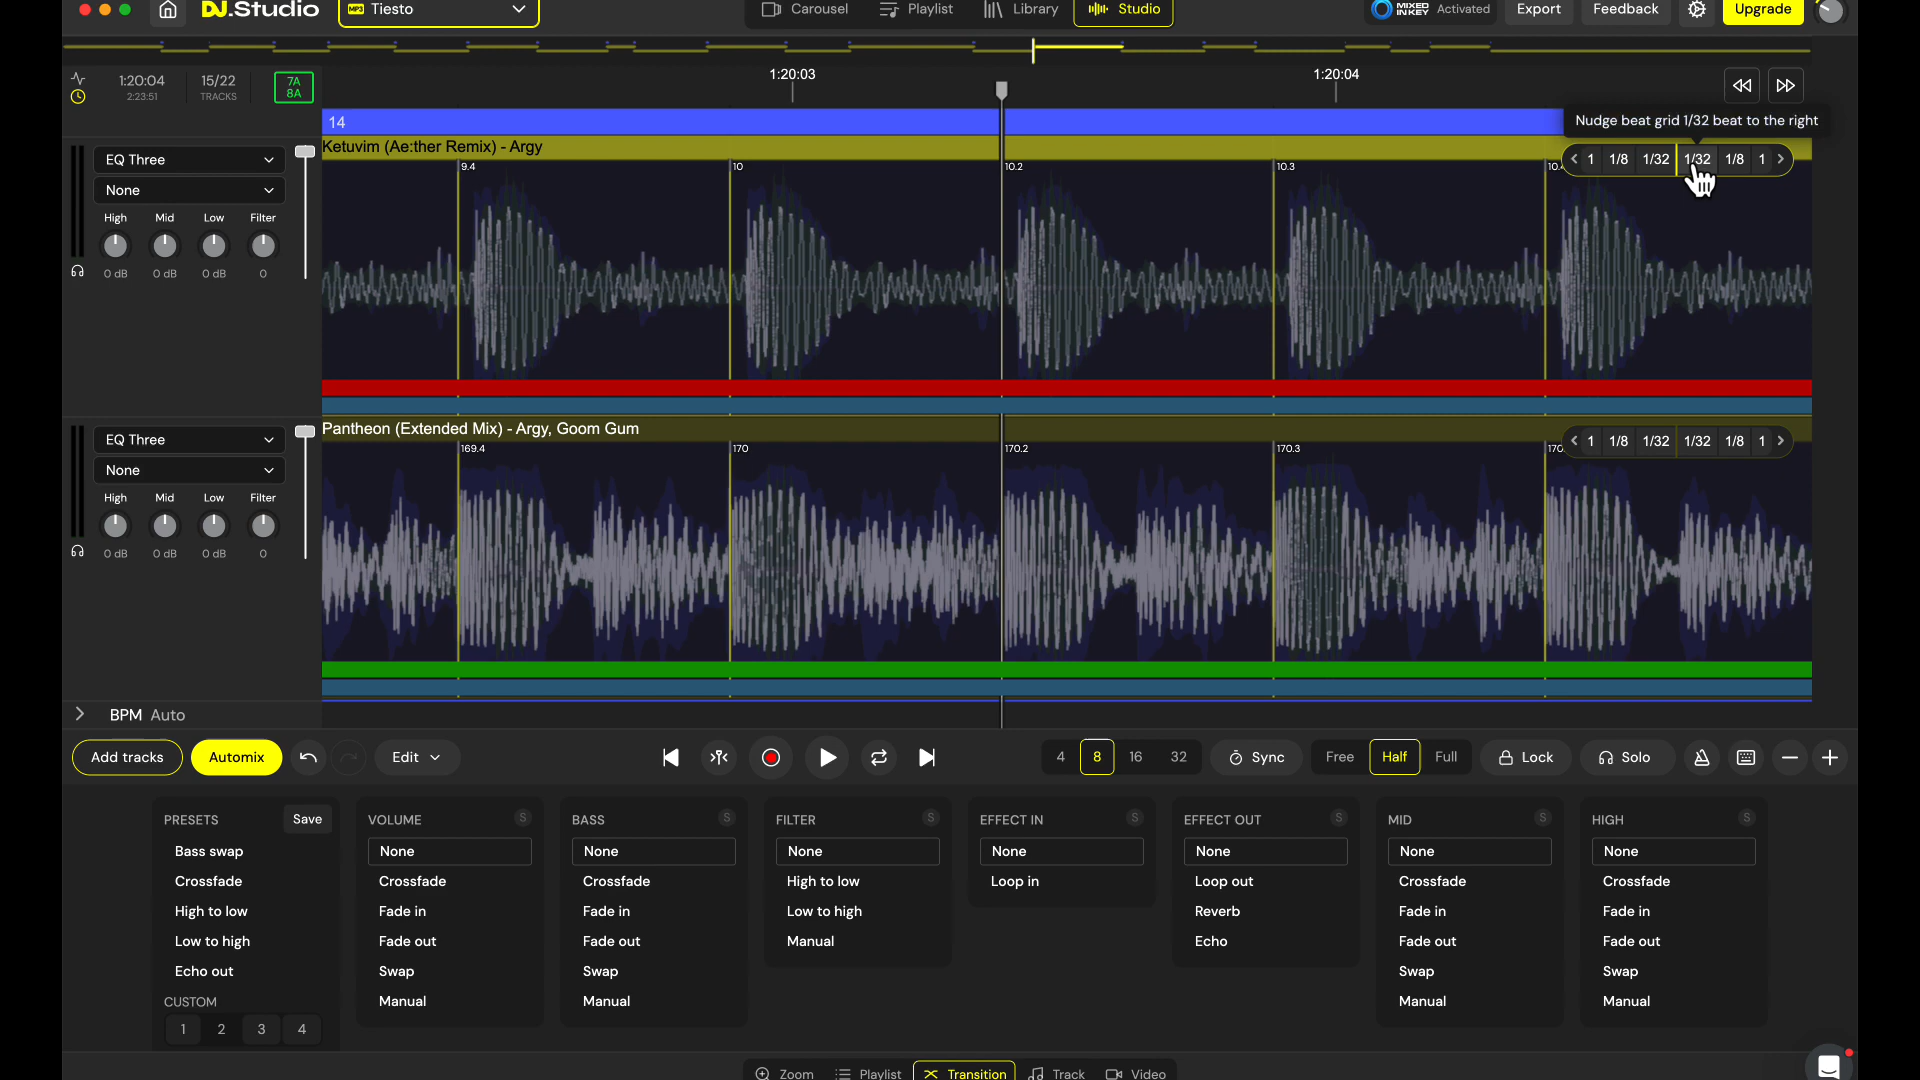 DJ.Studio
MP3 Tiesto
Carousel
Playlist
Library
Studio
MIXED IN KEY Activated
Export
Feedback
Upgrade
1:20:04
2:23:51
15/22
TRACKS
7A
8A
1:20:03
1:20:04
14
Nudge beat grid 1/32 beat to the right
Ketuvim (Ae:ther Remix) - Argy
1 1/8 1/32 1/32 1/8 1
9.4 10 10.2 10.3 10.4
EQ Three
None
High Mid Low Filter
0 dB 0 dB 0 dB 0
Pantheon (Extended Mix) - Argy, Goom Gum
1 1/8 1/32 1/32 1/8 1
169.4 170 170.2 170.3 170.
EQ Three
None
High Mid Low Filter
0 dB 0 dB 0 dB 0
BPM Auto
Add tracks Automix Edit 4 8 16 32 Sync Free Half Full Lock Solo
PRESETS Save
Bass swap
Crossfade
High to low
Low to high
Echo out
CUSTOM
1 2 3 4
VOLUME S
None
Crossfade
Fade in
Fade out
Swap
Manual
BASS S
None
Crossfade
Fade in
Fade out
Swap
Manual
FILTER S
None
High to low
Low to high
Manual
EFFECT IN S
None
Loop in
EFFECT OUT S
None
Loop out
Reverb
Echo
MID S
None
Crossfade
Fade in
Fade out
Swap
Manual
HIGH S
None
Crossfade
Fade in
Fade out
Swap
Manual
Zoom Playlist Transition Track Video